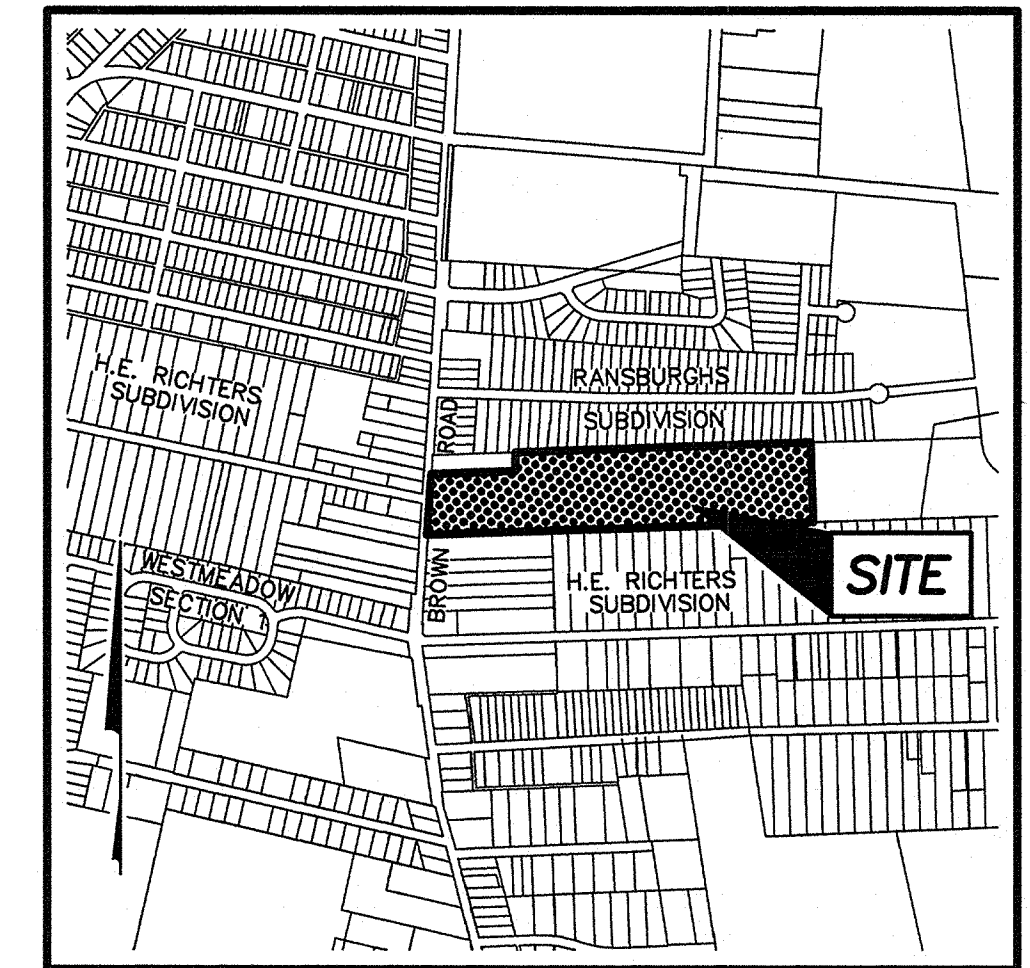 H.E. RICHTERS
SUBDIVISION
RANSBURGHS
SUBDIVISION
ROAD
BROWN
WESTMEADOW
SECTION 1
H.E. RICHTERS
SUBDIVISION
SITE